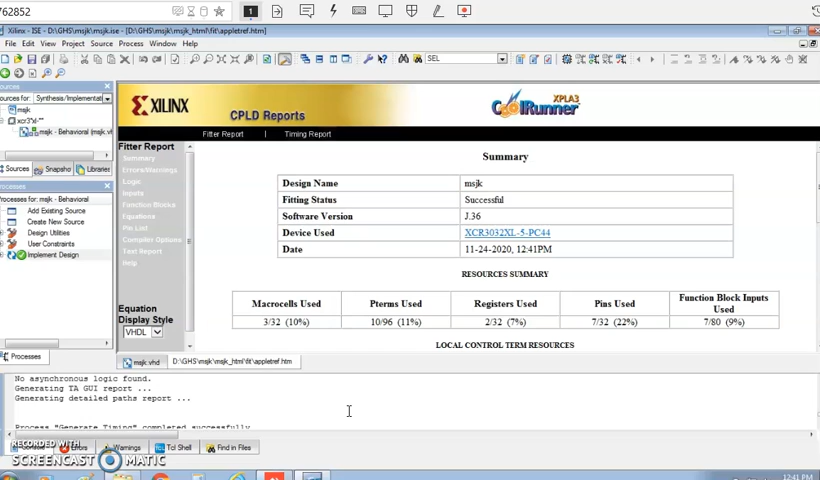 762852
1
Xilinx - ISE - D:\GHS\msjk\msjk.ise - [D:\GHS\msjk\msjk_html\fit\appletref.htm]
File Edit View Project Source Process Window Help
SEL
Sources
Sources for: Synthesis/Implementat
msjk
msjk - Behavioral (msjk.vh
Sources Snapsho Libraries
Processes
Processes for: msjk - Behavioral
Add Existing Source
Create New Source
Design Utilities
User Constraints
Implement Design
Processes
XILINX
CPLD Reports
CoolRunner
XPLA3
Fitter Report | Timing Report
Fitter Report
Summary
Errors/Warnings
Logic
Inputs
Function Blocks
Equations
Pin List
Compiler Options
Text Report
Help
Equation
Display Style
VHDL
Summary
Design Name msjk
Fitting Status Successful
Software Version J.36
Device Used XCR3032XL-5-PC44
Date 11-24-2020, 12:41PM
RESOURCES SUMMARY
Macrocells Used Pterms Used Registers Used Pins Used Function Block Inputs Used
3/32 (10%) 10/96 (11%) 2/32 (7%) 7/32 (22%) 7/80 (9%)
LOCAL CONTROL TERM RESOURCES
msjk.vhd D:\GHS\msjk\msjk_html\fit\appletref.htm
No asynchronous logic found.
Generating TA GUI report ...
Generating detailed paths report ...
Process "Generate Timing" completed successfully
Errors Warnings Tcl Shell Find in Files
RECORDED WITH
SCREENCAST MATIC
12:41 PM